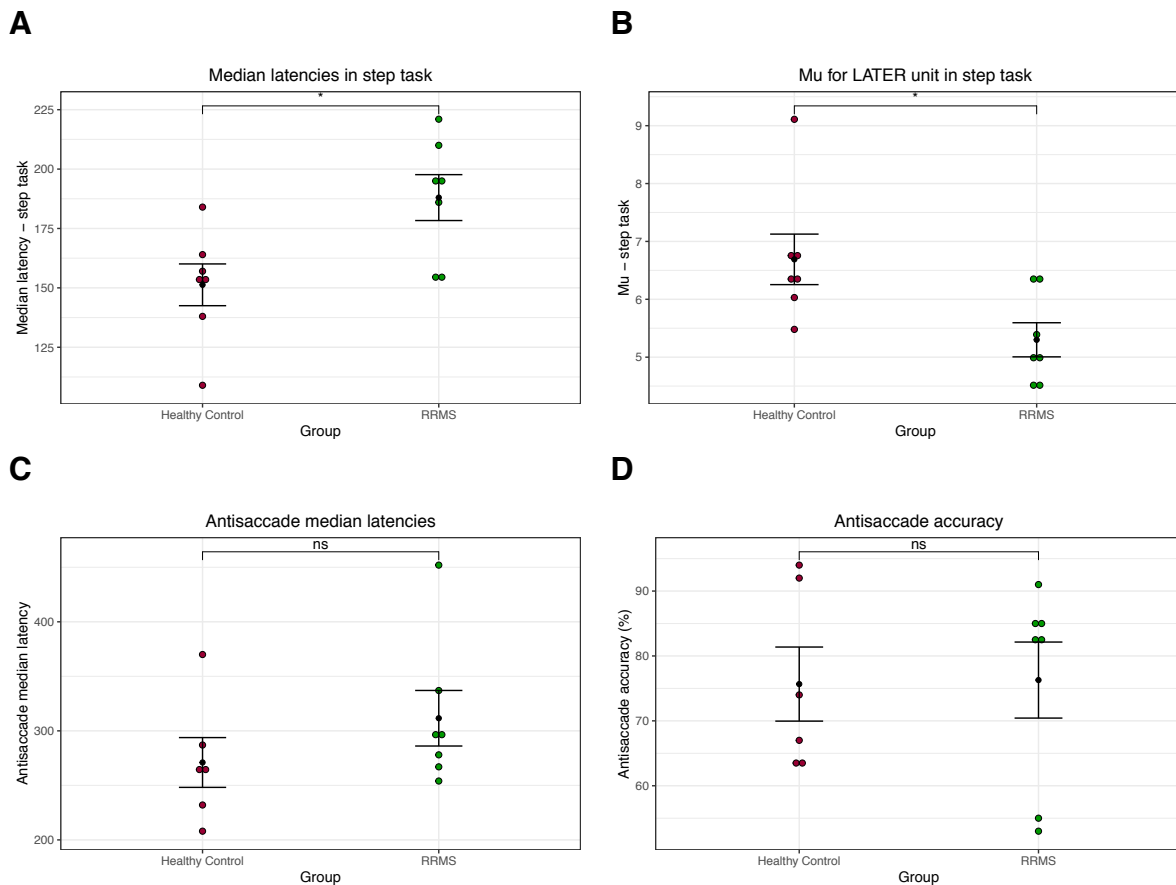 A
Median latencies in step task
*
225
200
175
150
125
Median latency − step task
Healthy Control
RRMS
Group
B
Mu for LATER unit in step task
*
9
8
7
6
5
Mu − step task
Healthy Control
RRMS
Group
C
Antisaccade median latencies
ns
400
300
200
Antisaccade median latency
Healthy Control
RRMS
Group
D
Antisaccade accuracy
ns
90
80
70
60
Antisaccade accuracy (%)
Healthy Control
RRMS
Group